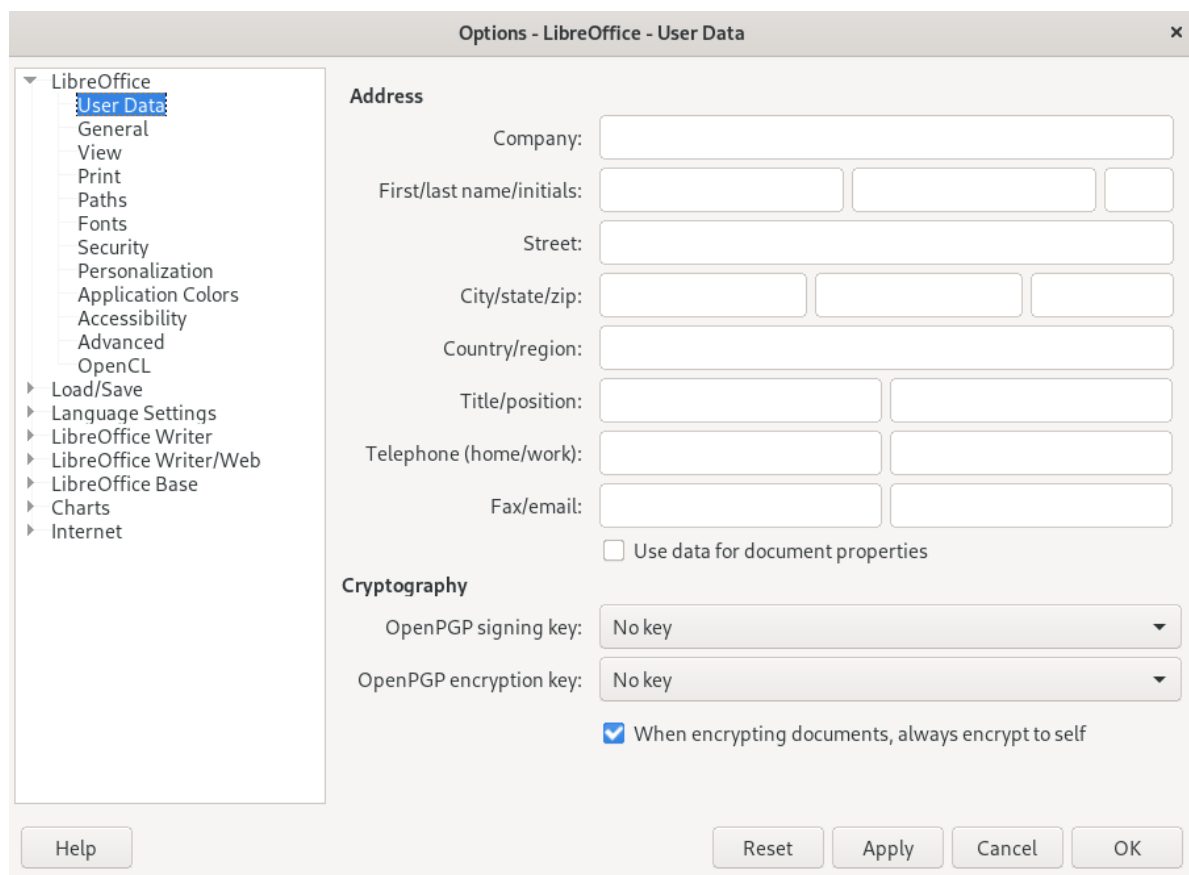 Options - LibreOffice - User Data
LibreOffice
User Data
General
View
Print
Paths
Fonts
Security
Personalization
Application Colors
Accessibility
Advanced
OpenCL
Load/Save
Language Settings
LibreOffice Writer
LibreOffice Writer/Web
LibreOffice Base
Charts
Internet
Address
Company:
First/last name/initials:
Street:
City/state/zip:
Country/region:
Title/position:
Telephone (home/work):
Fax/email:
Use data for document properties
Cryptography
OpenPGP signing key: No key
OpenPGP encryption key: No key
When encrypting documents, always encrypt to self
Help Reset Apply Cancel OK